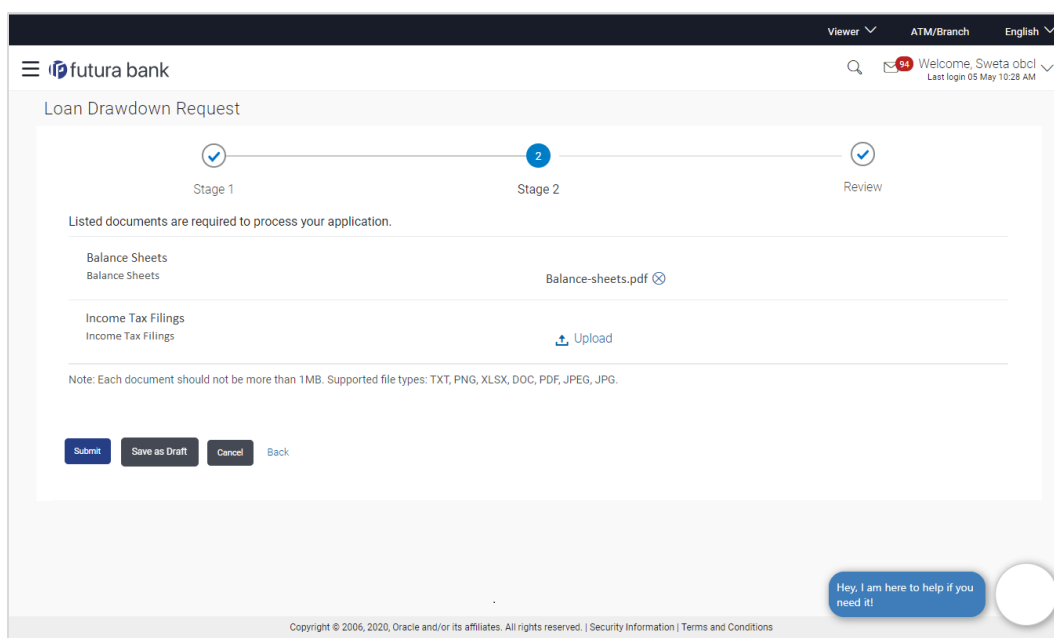 Viewer ATM/Branch English
futura bank 94 Welcome, Sweta obcl
Last login 05 May 10:28 AM
Loan Drawdown Request
2
Stage 1 Stage 2 Review
Listed documents are required to process your application.
Balance Sheets
Balance Sheets
Balance-sheets.pdf
Income Tax Filings
Income Tax Filings
Upload
Note: Each document should not be more than 1MB. Supported file types: TXT, PNG, XLSX, DOC, PDF, JPEG, JPG.
Submit Save as Draft Cancel Back
Hey, I am here to help if you
need it!
Copyright © 2006, 2020, Oracle and/or its affiliates. All rights reserved. | Security Information | Terms and Conditions